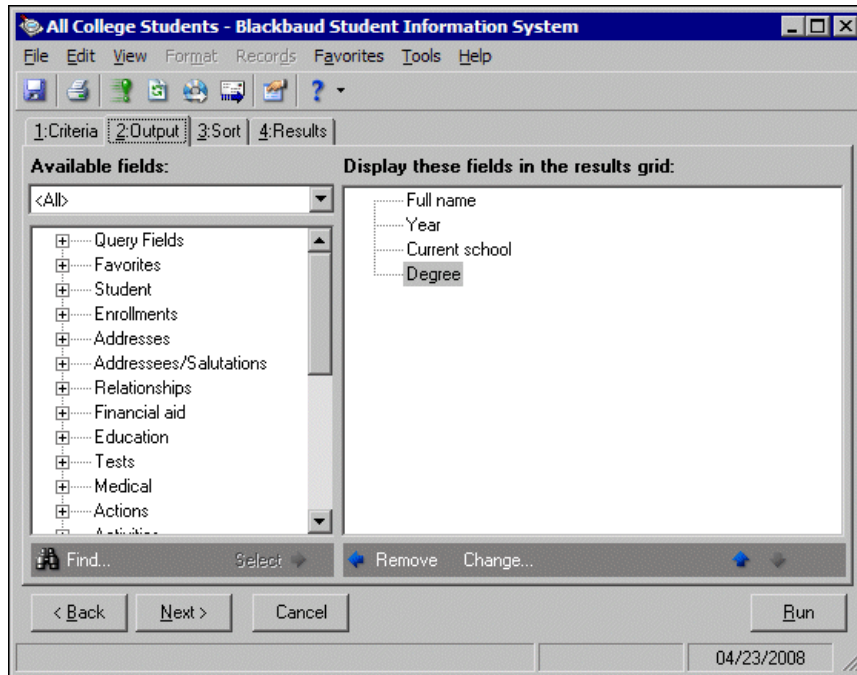 All College Students - Blackbaud Student Information System
File Edit View Format Records Favorites Tools Help
1:Criteria 2:Output 3:Sort 4:Results
Available fields:
<All>
Query Fields
Favorites
Student
Enrollments
Addresses
Addressees/Salutations
Relationships
Financial aid
Education
Tests
Medical
Actions
Activities
Find... Select
Display these fields in the results grid:
Full name
Year
Current school
Degree
Remove Change...
< Back Next > Cancel Run
04/23/2008